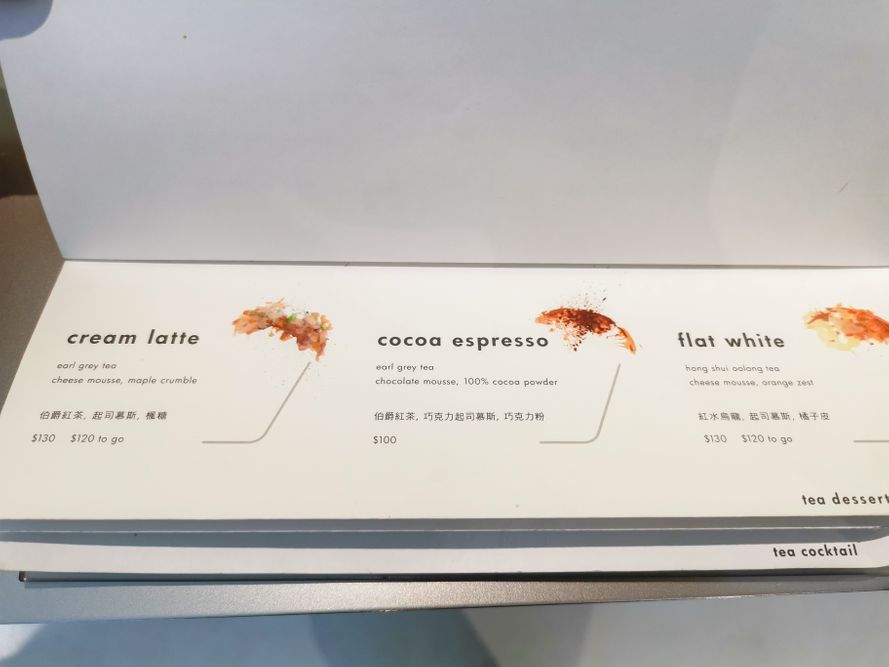 cream latte
earl grey tea
cheese mousse, maple crumble
伯爵紅茶, 起司慕斯, 楓糖
$130 $120 to go
cocoa espresso
earl grey tea
chocolate mousse, 100% cocoa powder
伯爵紅茶, 巧克力起司慕斯, 巧克力粉
$100
flat white
hong shui oolong tea
cheese mousse, orange zest
紅水烏龍, 起司慕斯, 橘子皮
$130 $120 to go
tea dessert
tea cocktail